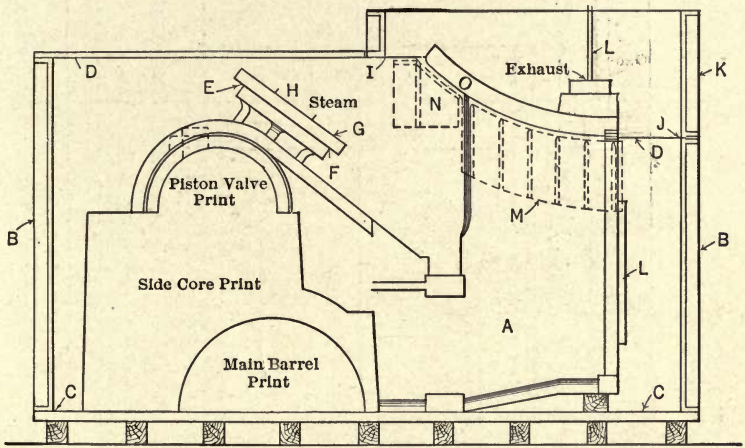 L
Exhaust
K
I
D
E
H
Steam
G
F
N
O
J
D
Piston Valve
Print
M
B
B
Side Core Print
L
A
Main Barrel
Print
C
C